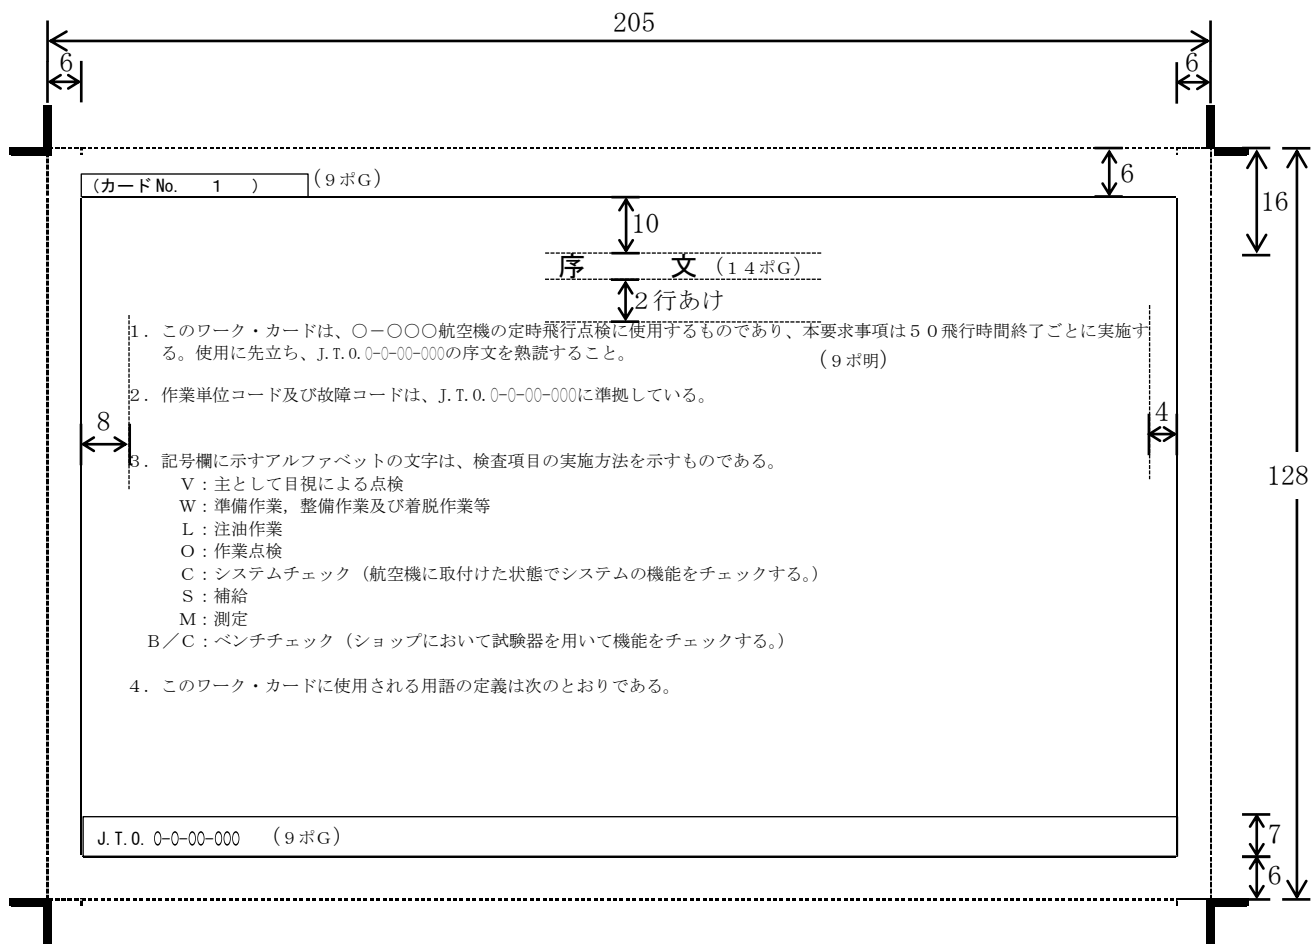 205
6
6
(カード No. 1 )
(9ポG)
6
16
10
序 文
(14ポG)
2行あけ
1．このワーク・カードは、○－○○○航空機の定時飛行点検に使用するものであり、本要求事項は５０飛行時間終了ごとに実施す
る。使用に先立ち、J.T.O.0-0-00-000の序文を熟読すること。
(9ポ明)
2．作業単位コード及び故障コードは、J.T.O.0-0-00-000に準拠している。
8
4
3．記号欄に示すアルファベットの文字は、検査項目の実施方法を示すものである。
128
V：主として目視による点検
W：準備作業，整備作業及び着脱作業等
L：注油作業
O：作業点検
C：システムチェック（航空機に取付けた状態でシステムの機能をチェックする。）
S：補給
M：測定
B／C：ベンチチェック（ショップにおいて試験器を用いて機能をチェックする。）
4．このワーク・カードに使用される用語の定義は次のとおりである。
J.T.O. 0-0-00-000
(9ポG)
7
6